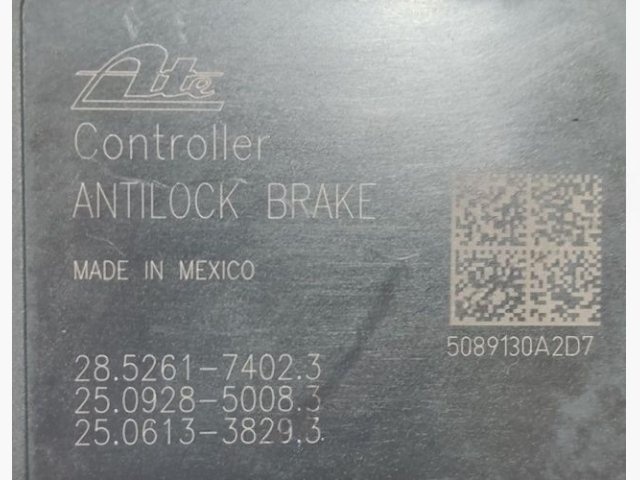 Ate
Controller
ANTILOCK BRAKE
MADE IN MEXICO
5089130A2D7
28.5261-7402.3
25.0928-5008.3
25.0613-3829.3